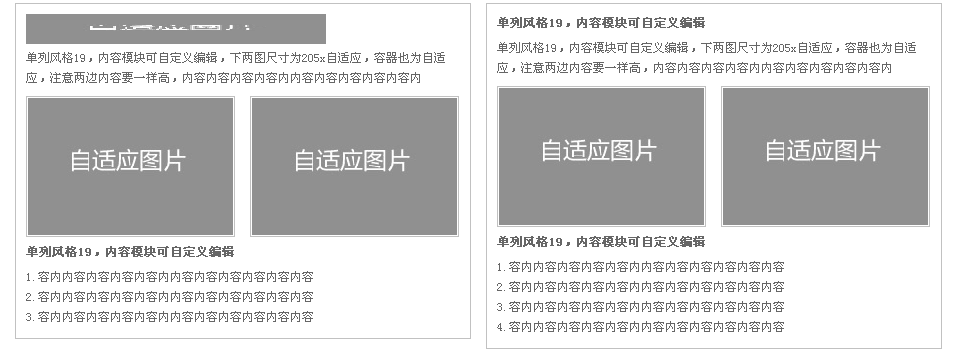 单列风格19，内容模块可自定义编辑，下两图尺寸为205x自适应，容器也为自适
应，注意两边内容要一样高，内容内容内容内容内容内容内容内容内容内
自适应图片
自适应图片
单列风格19，内容模块可自定义编辑
1. 容内内容内容内容内容内内容内容内容内容内容内容
2. 容内内容内容内容内容内内容内容内容内容内容内容
3. 容内内容内容内容内容内内容内容内容内容内容内容
单列风格19，内容模块可自定义编辑
单列风格19，内容模块可自定义编辑，下两图尺寸为205x自适应，容器也为自适
应，注意两边内容要一样高，内容内容内容内容内容内容内容内容内容内
自适应图片
自适应图片
单列风格19，内容模块可自定义编辑
1. 容内内容内容内容内容内内容内容内容内容内容内容
2. 容内内容内容内容内容内内容内容内容内容内容内容
3. 容内内容内容内容内容内内容内容内容内容内容内容
4. 容内内容内容内容内容内内容内容内容内容内容内容